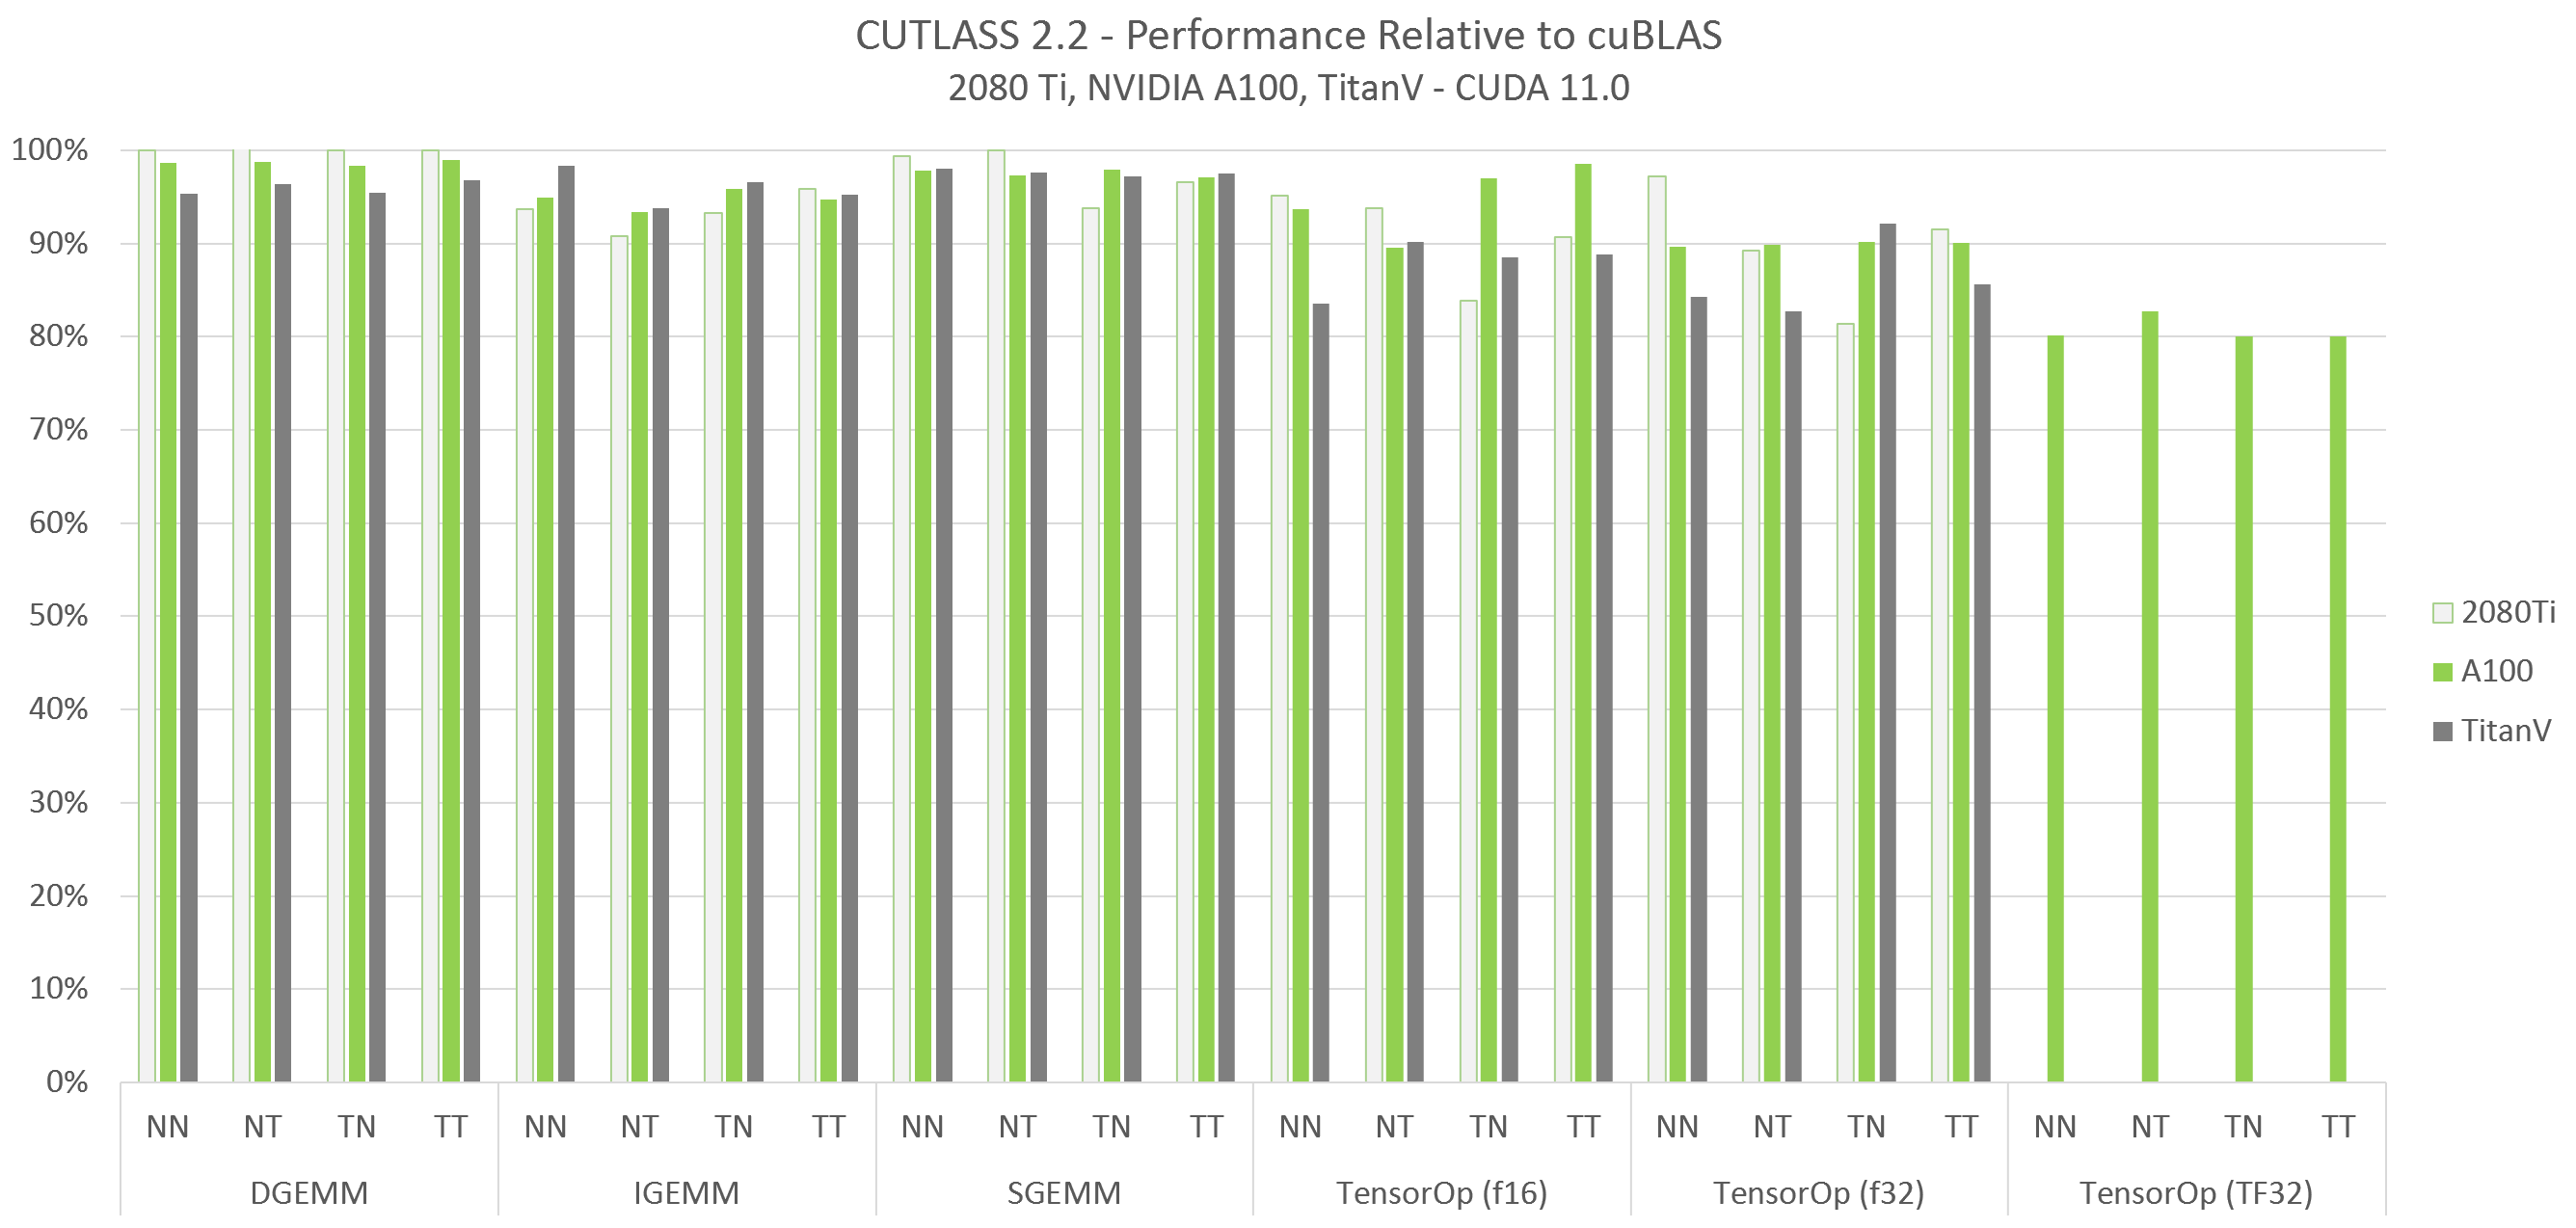 CUTLASS 2.2 - Performance Relative to cuBLAS
2080 Ti, NVIDIA A100, TitanV - CUDA 11.0
100%
90%
80%
70%
60%
50%
40%
30%
20%
10%
0%
2080Ti
A100
TitanV
NN NT TN TT NN NT TN TT NN NT TN TT NN NT TN TT NN NT TN TT NN NT TN TT
DGEMM IGEMM SGEMM TensorOp (f16) TensorOp (f32) TensorOp (TF32)